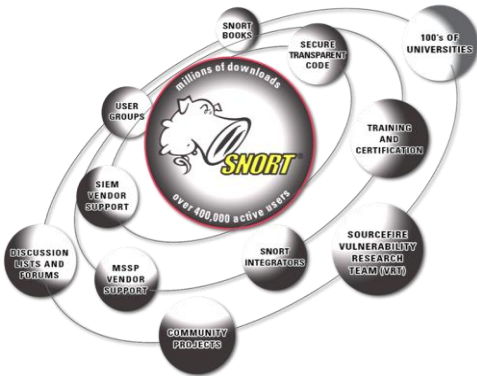 SNORT
BOOKS
SECURE
TRANSPARENT
CODE
100's OF
UNIVERSITIES
millions of downloads
SNORT®
over 400,000 active users
USER
GROUPS
TRAINING
AND
CERTIFICATION
SIEM
VENDOR
SUPPORT
SOURCEFIRE
VULNERABILITY
RESEARCH
TEAM (VRT)
DISCUSSION
LISTS AND
FORUMS
MSSP
VENDOR
SUPPORT
SNORT
INTEGRATORS
COMMUNITY
PROJECTS